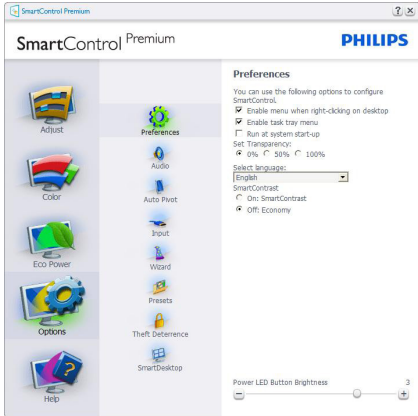 SmartControl Premium
SmartControl Premium
PHILIPS
Adjust
Color
Eco Power
Options
Help
Preferences
Audio
Auto Pivot
Input
Wizard
Presets
Theft Deterrence
SmartDesktop
Preferences
You can use the following options to configure
SmartControl.
Enable menu when right-clicking on desktop
Enable task tray menu
Run at system start-up
Set Transparency:
0% 50% 100%
Select language:
English
SmartContrast
On: SmartContrast
Off: Economy
Power LED Button Brightness 3